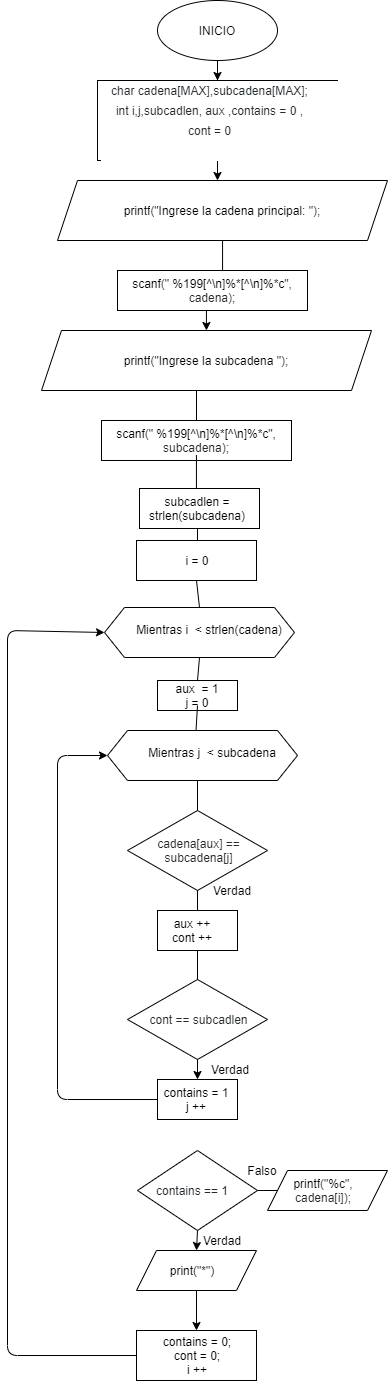 INICIO
char cadena[MAX],subcadena[MAX];
int i,j,subcadlen, aux ,contains = 0 ,
cont = 0
printf("Ingrese la cadena principal: ");
scanf(" %199[^\n]%*[^\n]%*c",
cadena);
printf("Ingrese la subcadena ");
scanf(" %199[^\n]%*[^\n]%*c",
subcadena);
subcadlen =
strlen(subcadena)
i = 0
Mientras i  < strlen(cadena)
aux  = 1
j = 0
Mientras j  < subcadena
cadena[aux] ==
subcadena[j]
Verdad
aux ++
cont ++
cont == subcadlen
Verdad
contains = 1
j ++
contains == 1
Falso
printf("%c",
cadena[i]);
Verdad
print("*")
contains = 0;
cont = 0;
i ++